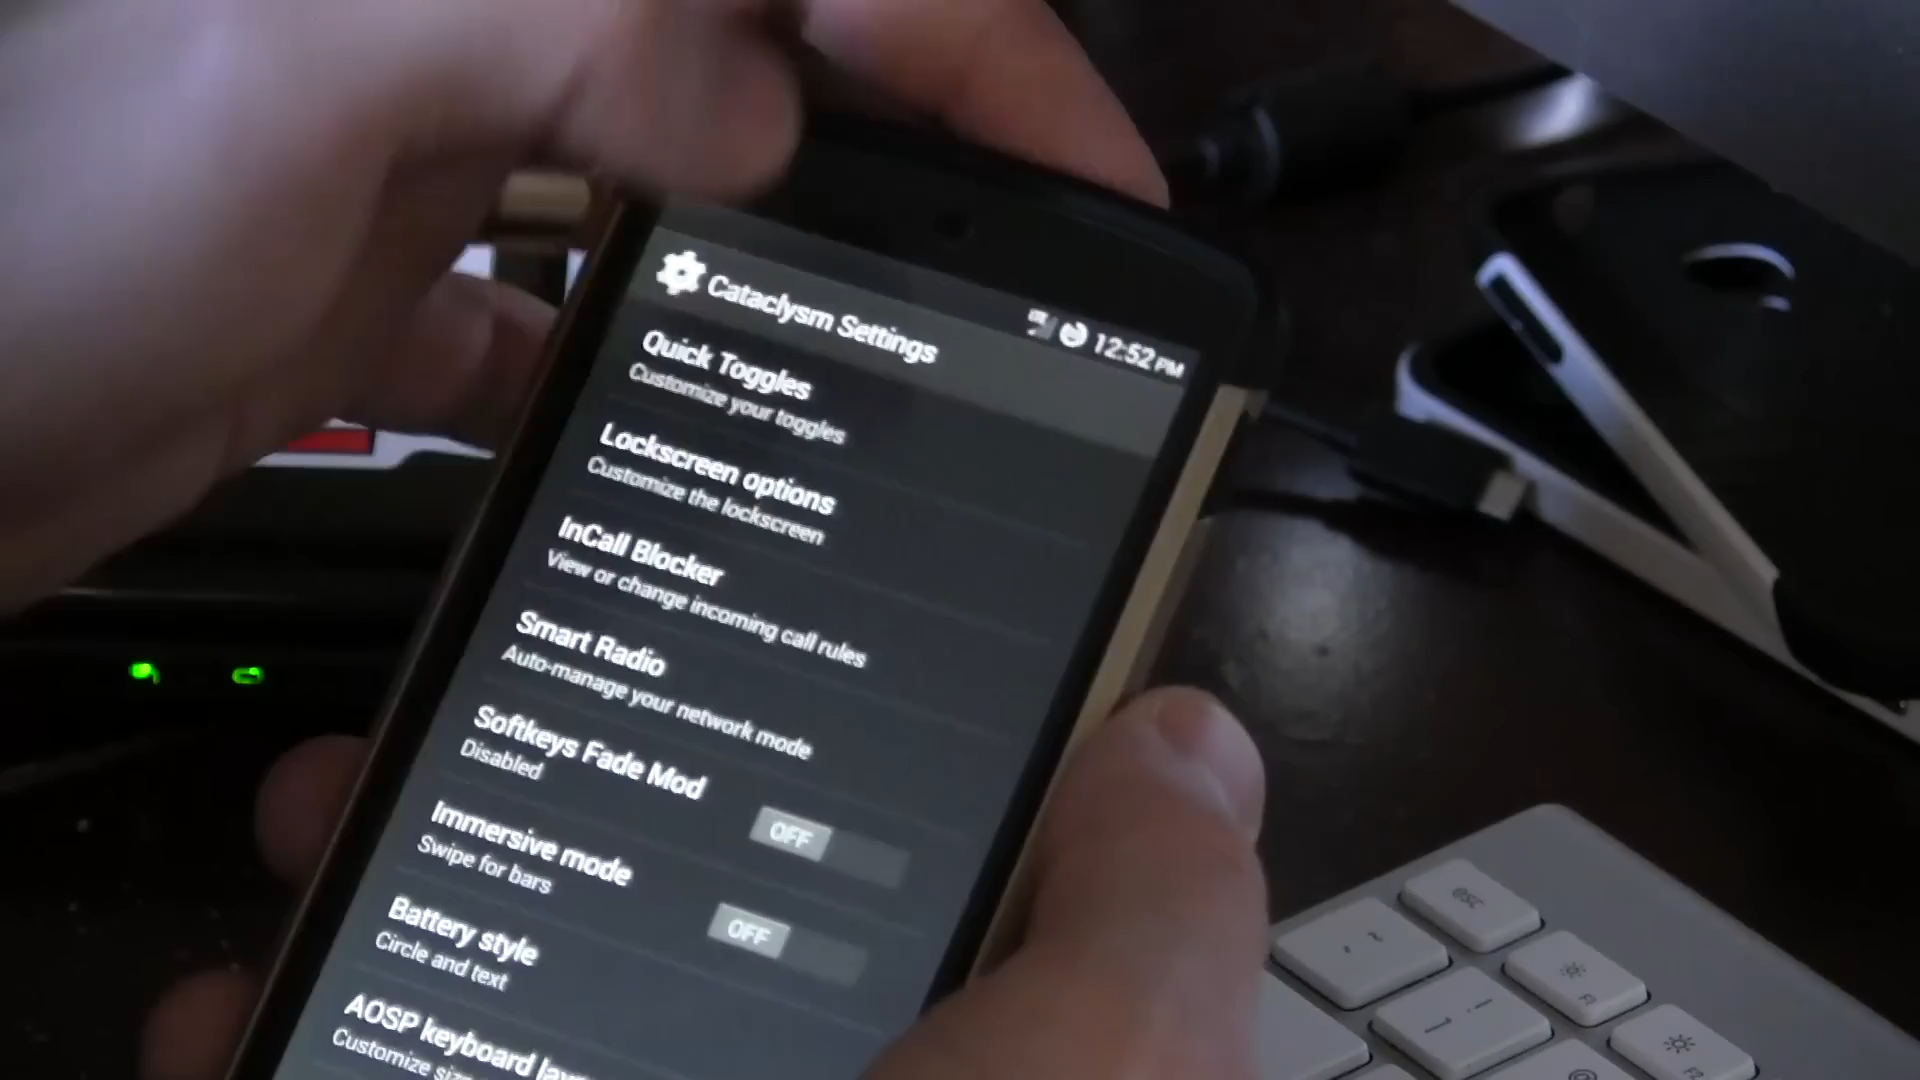 12:52 PM
Cataclysm Settings
Quick Toggles
Customize your toggles
Lockscreen options
Customize the lockscreen
InCall Blocker
View or change incoming call rules
Smart Radio
Auto-manage your network mode
Softkeys Fade Mod
Disabled
OFF
Immersive mode
Swipe for bars
OFF
Battery style
Circle and text
AOSP keyboard
Customize
esc
F1
F2